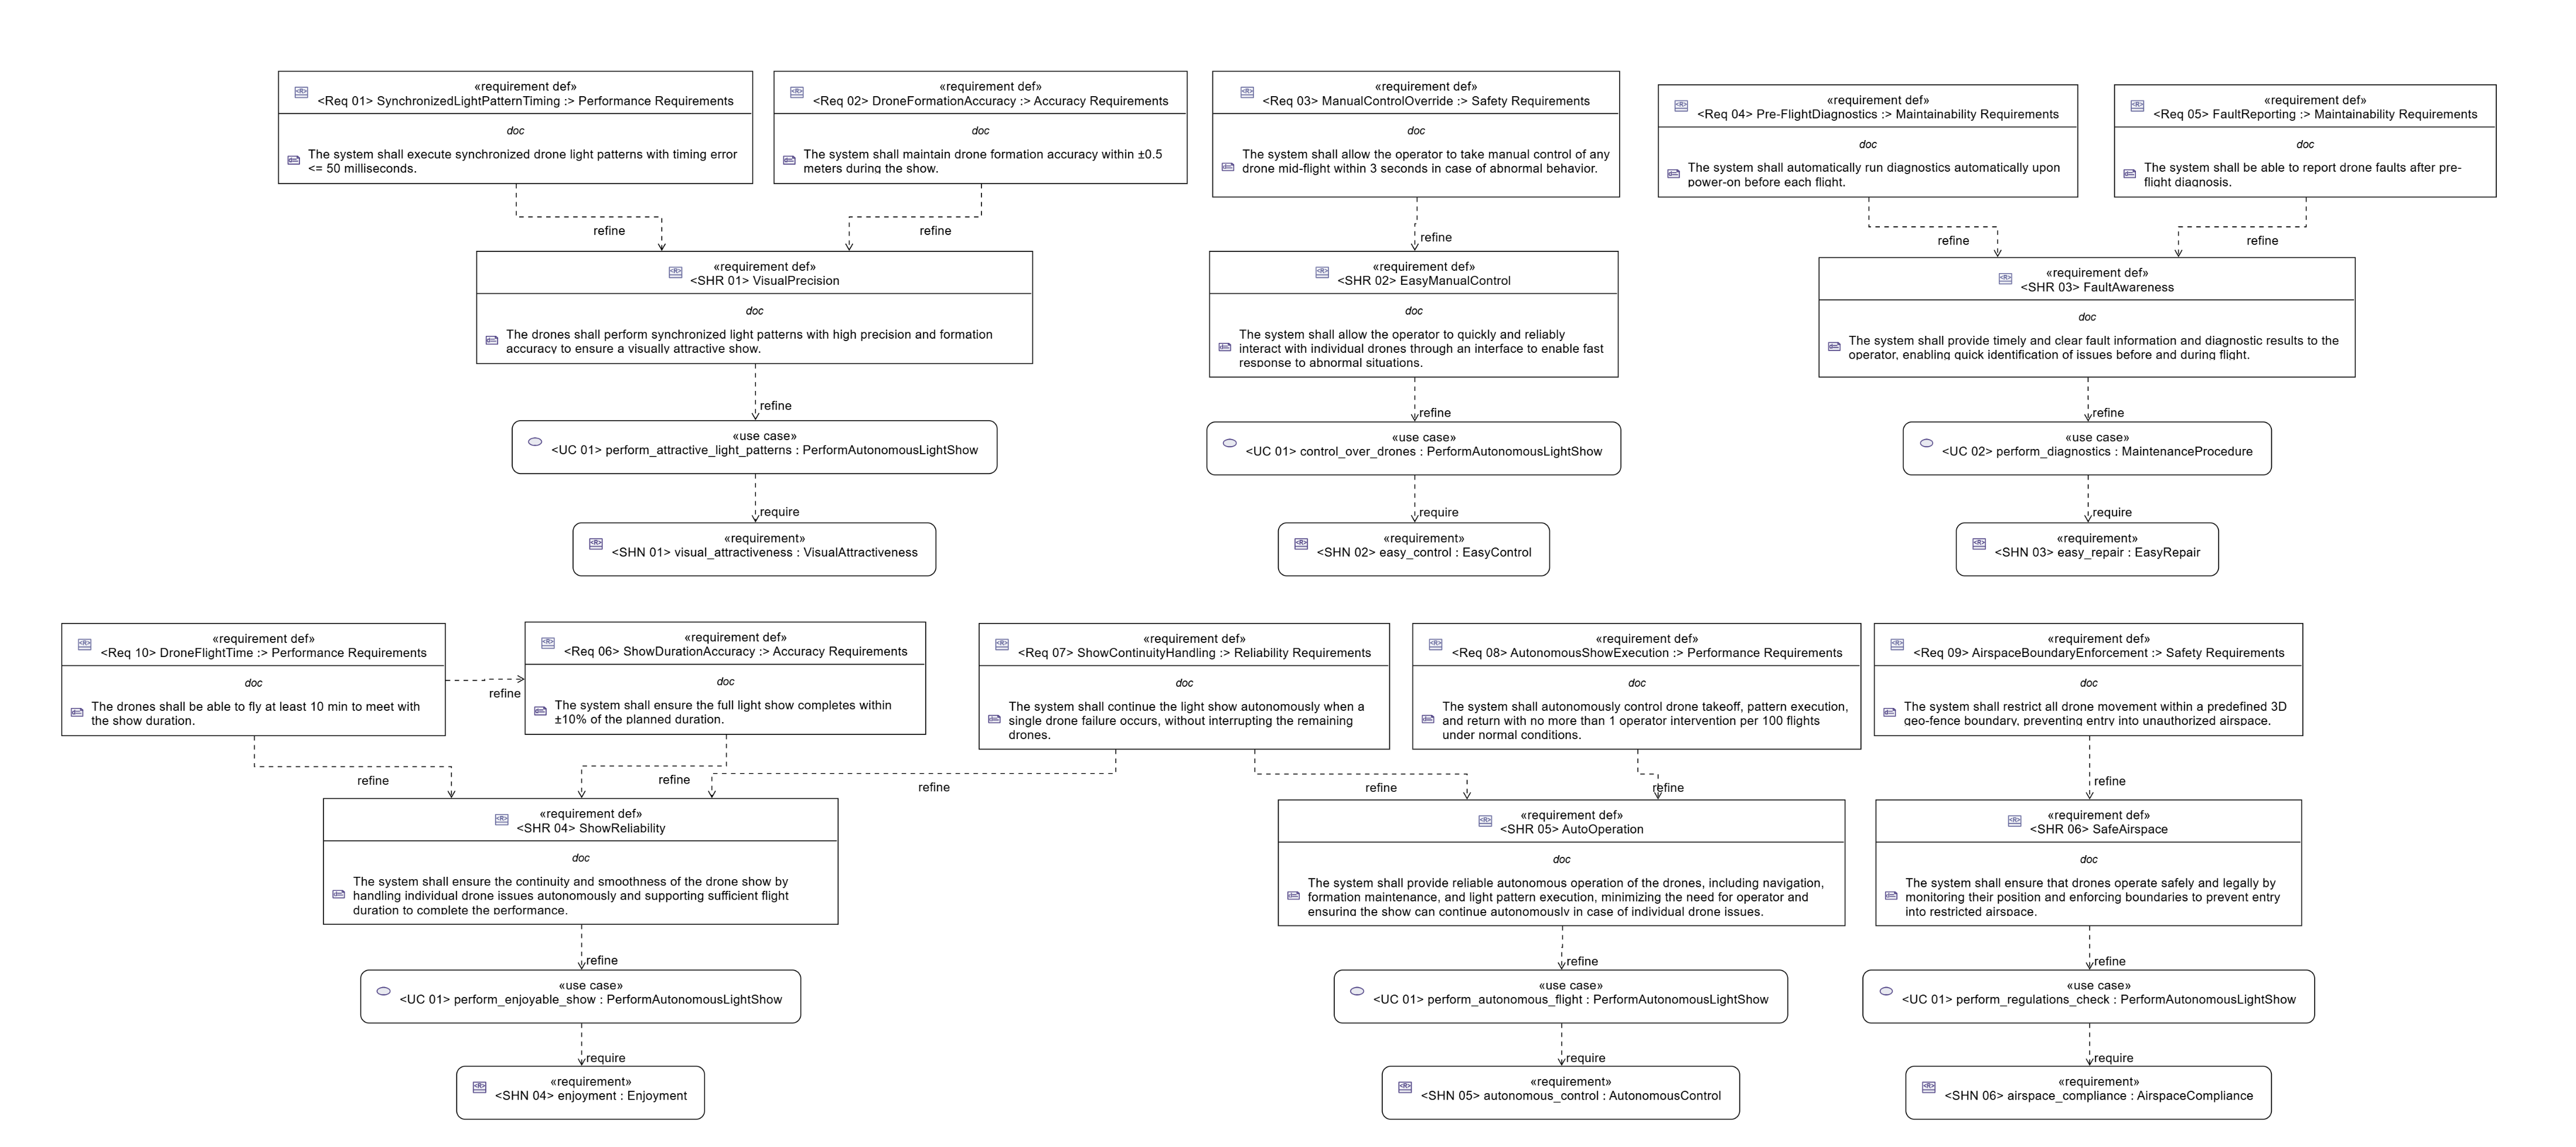 «requirement def»
<Req 01> SynchronizedLightPatternTiming :> Performance Requirements
doc
The system shall execute synchronized drone light patterns with timing error
<= 50 milliseconds.
«requirement def»
<Req 02> DroneFormationAccuracy :> Accuracy Requirements
doc
The system shall maintain drone formation accuracy within ±0.5
meters during the show.
«requirement def»
<Req 03> ManualControlOverride :> Safety Requirements
doc
The system shall allow the operator to take manual control of any
drone mid-flight within 3 seconds in case of abnormal behavior.
«requirement def»
<Req 04> Pre-FlightDiagnostics :> Maintainability Requirements
doc
The system shall automatically run diagnostics automatically upon
power-on before each flight.
«requirement def»
<Req 05> FaultReporting :> Maintainability Requirements
doc
The system shall be able to report drone faults after pre-
flight diagnosis.
refine
refine
refine
refine
refine
«requirement def»
<SHR 01> VisualPrecision
doc
The drones shall perform synchronized light patterns with high precision and formation
accuracy to ensure a visually attractive show.
«requirement def»
<SHR 02> EasyManualControl
doc
The system shall allow the operator to quickly and reliably
interact with individual drones through an interface to enable fast
response to abnormal situations.
«requirement def»
<SHR 03> FaultAwareness
doc
The system shall provide timely and clear fault information and diagnostic results to the
operator, enabling quick identification of issues before and during flight.
refine
refine
refine
«use case»
<UC 01> perform_attractive_light_patterns : PerformAutonomousLightShow
«use case»
<UC 01> control_over_drones : PerformAutonomousLightShow
«use case»
<UC 02> perform_diagnostics : MaintenanceProcedure
require
require
require
«requirement»
<SHN 01> visual_attractiveness : VisualAttractiveness
«requirement»
<SHN 02> easy_control : EasyControl
«requirement»
<SHN 03> easy_repair : EasyRepair
«requirement def»
<Req 10> DroneFlightTime :> Performance Requirements
doc
The drones shall be able to fly at least 10 min to meet with
the show duration.
refine
«requirement def»
<Req 06> ShowDurationAccuracy :> Accuracy Requirements
doc
The system shall ensure the full light show completes within
±10% of the planned duration.
«requirement def»
<Req 07> ShowContinuityHandling :> Reliability Requirements
doc
The system shall continue the light show autonomously when a
single drone failure occurs, without interrupting the remaining
drones.
«requirement def»
<Req 08> AutonomousShowExecution :> Performance Requirements
doc
The system shall autonomously control drone takeoff, pattern execution,
and return with no more than 1 operator intervention per 100 flights
under normal conditions.
«requirement def»
<Req 09> AirspaceBoundaryEnforcement :> Safety Requirements
doc
The system shall restrict all drone movement within a predefined 3D
geo-fence boundary, preventing entry into unauthorized airspace.
refine
refine
refine
refine
refine
refine
«requirement def»
<SHR 04> ShowReliability
doc
The system shall ensure the continuity and smoothness of the drone show by
handling individual drone issues autonomously and supporting sufficient flight
duration to complete the performance.
«requirement def»
<SHR 05> AutoOperation
doc
The system shall provide reliable autonomous operation of the drones, including navigation,
formation maintenance, and light pattern execution, minimizing the need for operator and
ensuring the show can continue autonomously in case of individual drone issues.
«requirement def»
<SHR 06> SafeAirspace
doc
The system shall ensure that drones operate safely and legally by
monitoring their position and enforcing boundaries to prevent entry
into restricted airspace.
refine
refine
refine
«use case»
<UC 01> perform_enjoyable_show : PerformAutonomousLightShow
«use case»
<UC 01> perform_autonomous_flight : PerformAutonomousLightShow
«use case»
<UC 01> perform_regulations_check : PerformAutonomousLightShow
require
require
require
«requirement»
<SHN 04> enjoyment : Enjoyment
«requirement»
<SHN 05> autonomous_control : AutonomousControl
«requirement»
<SHN 06> airspace_compliance : AirspaceCompliance